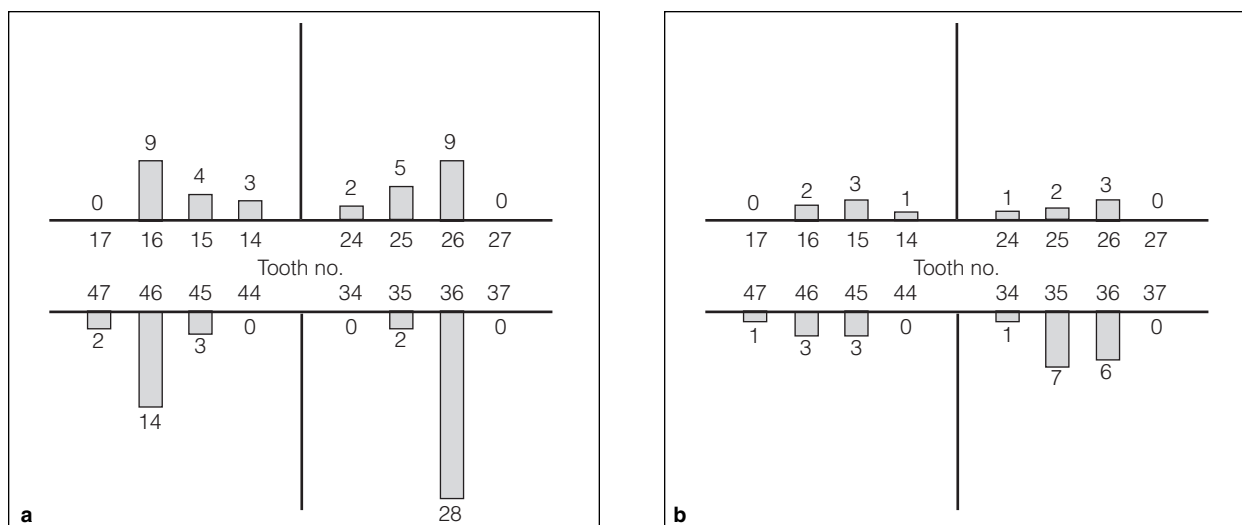 9 9
4 3 2 5
0 0
17 16 15 14 24 25 26 27
Tooth no.
47 46 45 44 34 35 36 37
2 3 0 0 2 0
14
28
a
2 3 1 1 2 3
0 0
17 16 15 14 24 25 26 27
Tooth no.
47 46 45 44 34 35 36 37
1 3 3 0 1 7 6 0
b